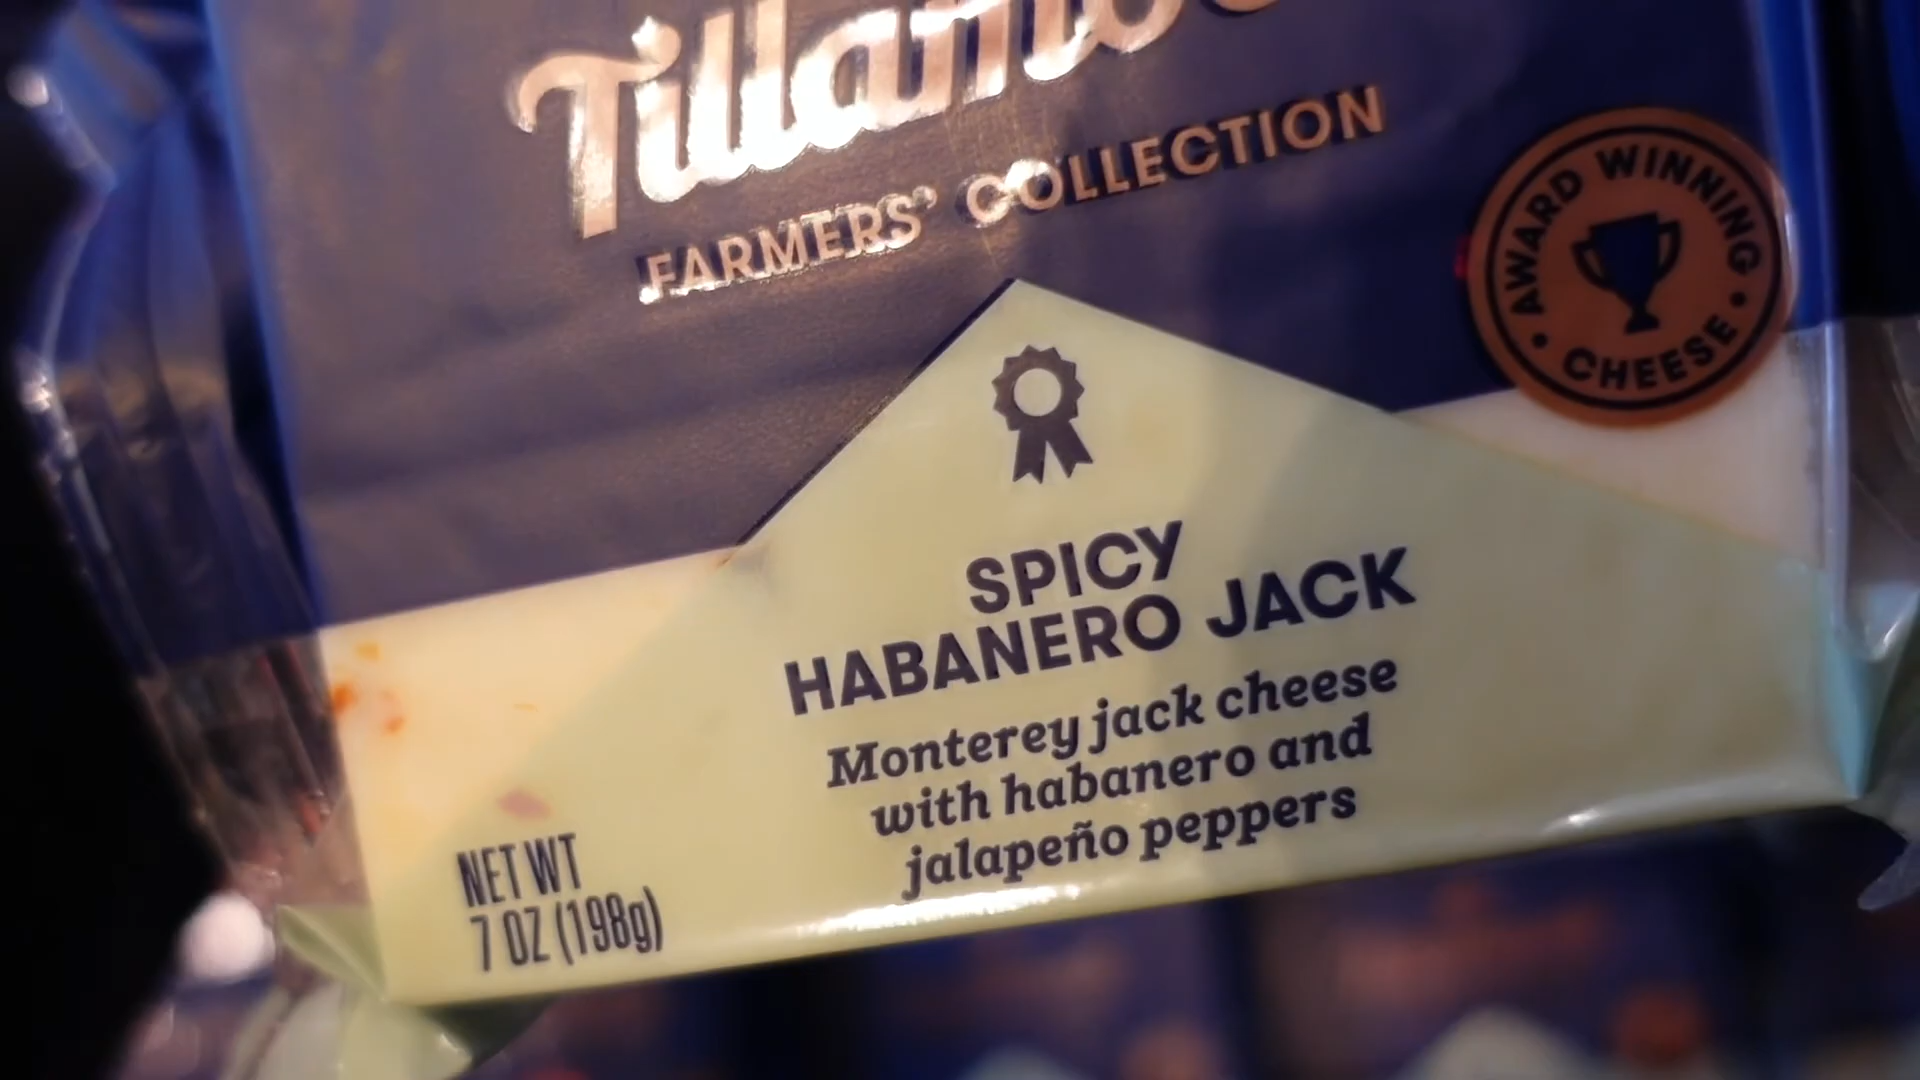 Tillamo
FARMERS' COLLECTION
AWARD WINNING
CHEESE
SPICY
HABANERO JACK
Monterey jack cheese
with habanero and
jalapeño peppers
NET WT
7 OZ (198g)